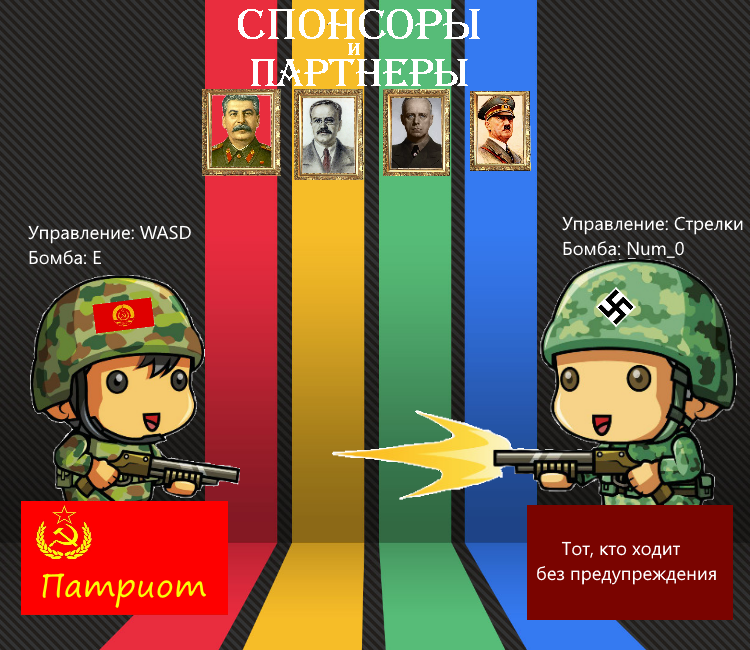 СПОНСОРЫ
и
ПАРТНЕРЫ
Управление: WASD
Бомба: E
Управление: Стрелки
Бомба: Num_0
Патриот
Тот, кто ходит
без предупреждения